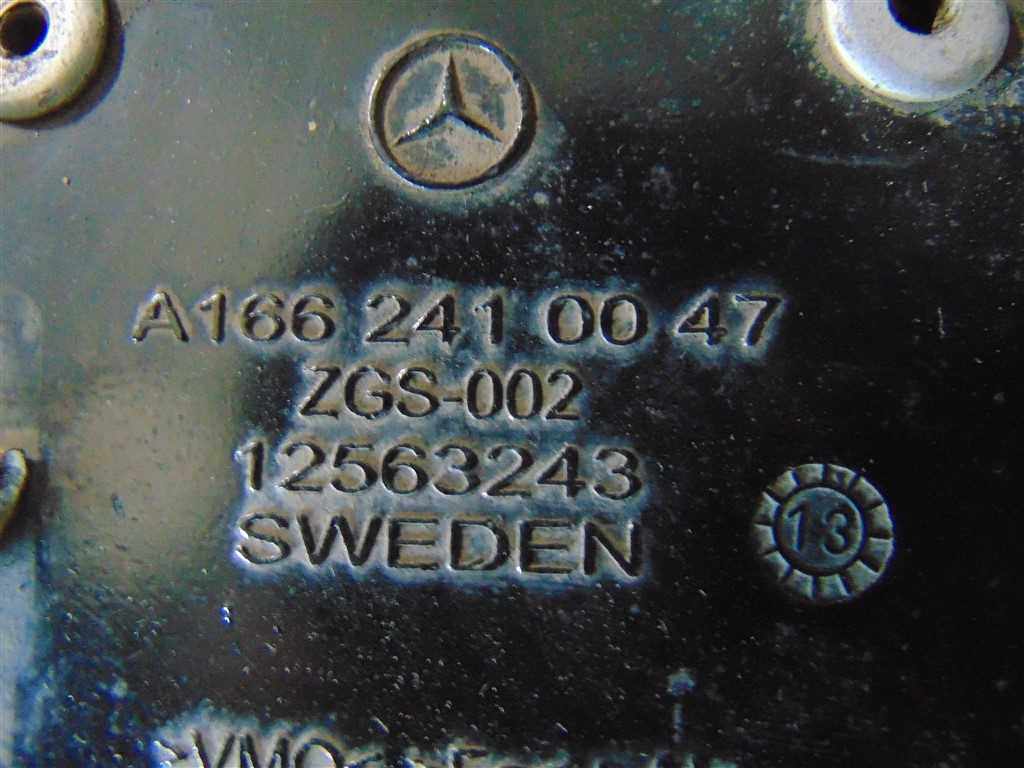 A166 241 00 47
ZGS-002
12563243
SWEDEN
13